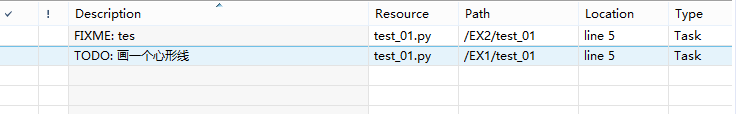 ✓ ! Description Resource Path Location Type
FIXME: tes test_01.py /EX2/test_01 line 5 Task
TODO: 画一个心形线 test_01.py /EX1/test_01 line 5 Task